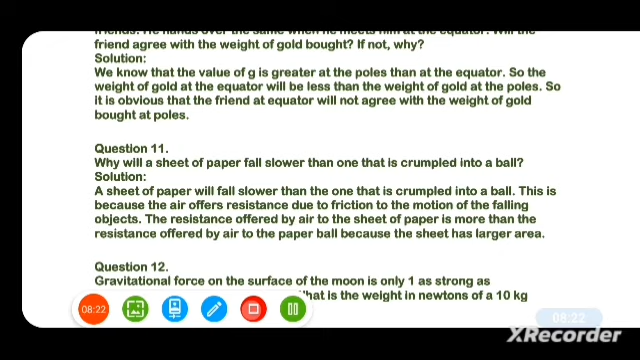 friends. He hands over the same when he meets him at the equator. Will the
friend agree with the weight of gold bought? If not, why?
Solution:
We know that the value of g is greater at the poles than at the equator. So the
weight of gold at the equator will be less than the weight of gold at the poles. So
it is obvious that the friend at equator will not agree with the weight of gold
bought at poles.
Question 11.
Why will a sheet of paper fall slower than one that is crumpled into a ball?
Solution:
A sheet of paper will fall slower than the one that is crumpled into a ball. This is
because the air offers resistance due to friction to the motion of the falling
objects. The resistance offered by air to the sheet of paper is more than the
resistance offered by air to the paper ball because the sheet has larger area.
Question 12.
Gravitational force on the surface of the moon is only 1 as strong as
What is the weight in newtons of a 10 kg
08:22
08:22
XRecorder